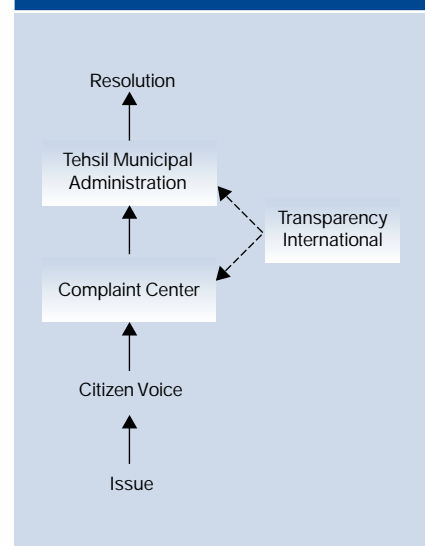 Resolution
Tehsil Municipal
Administration
Transparency
International
Complaint Center
Citizen Voice
Issue